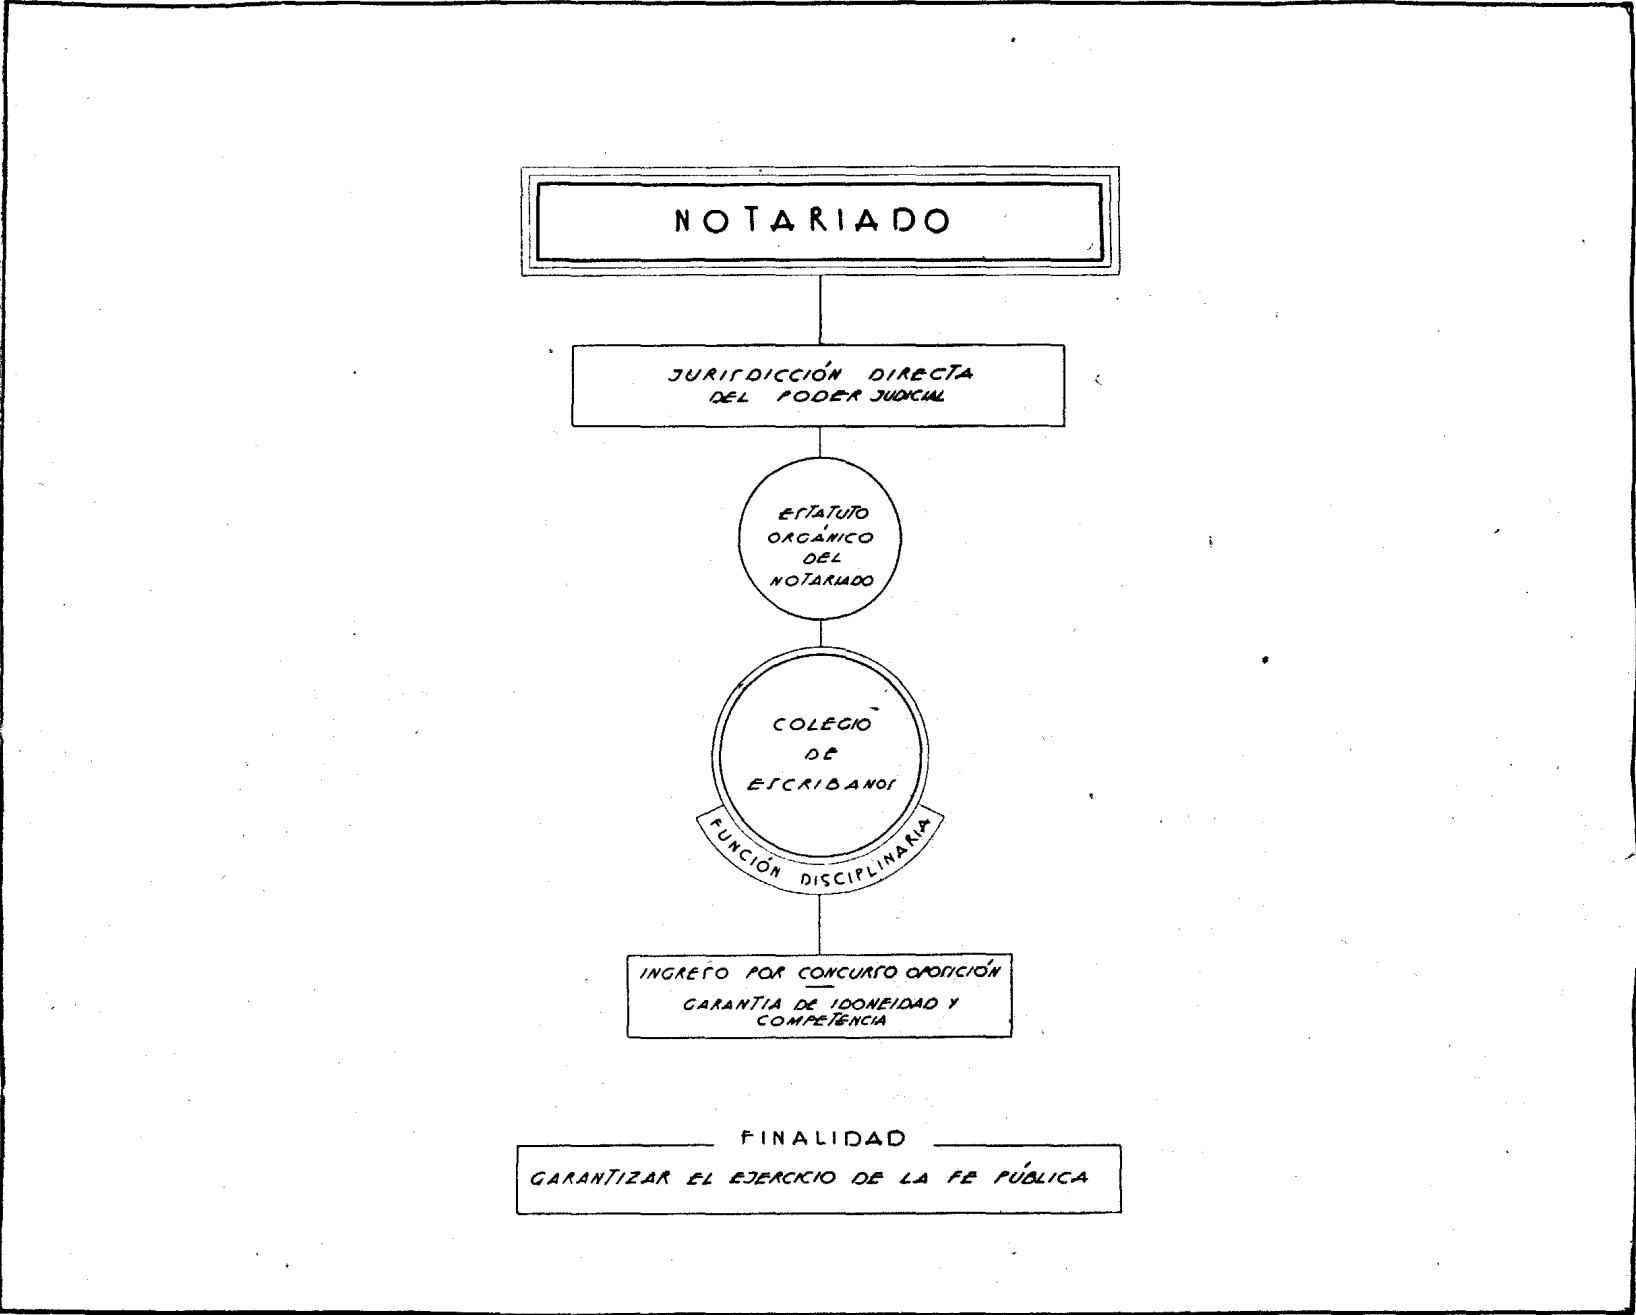 NOTARIADO
JURISDICCIÓN DIRECTA
DEL PODER JUDICIAL
ESTATUTO
ORGÁNICO
DEL
NOTARIADO
COLEGIO
DE
ESCRIBANOS
FUNCIÓN DISCIPLINARIA
INGRESO POR CONCURSO OPOSICIÓN
GARANTIA DE IDONEIDAD Y
COMPETENCIA
FINALIDAD
GARANTIZAR EL EJERCICIO DE LA FE PÚBLICA